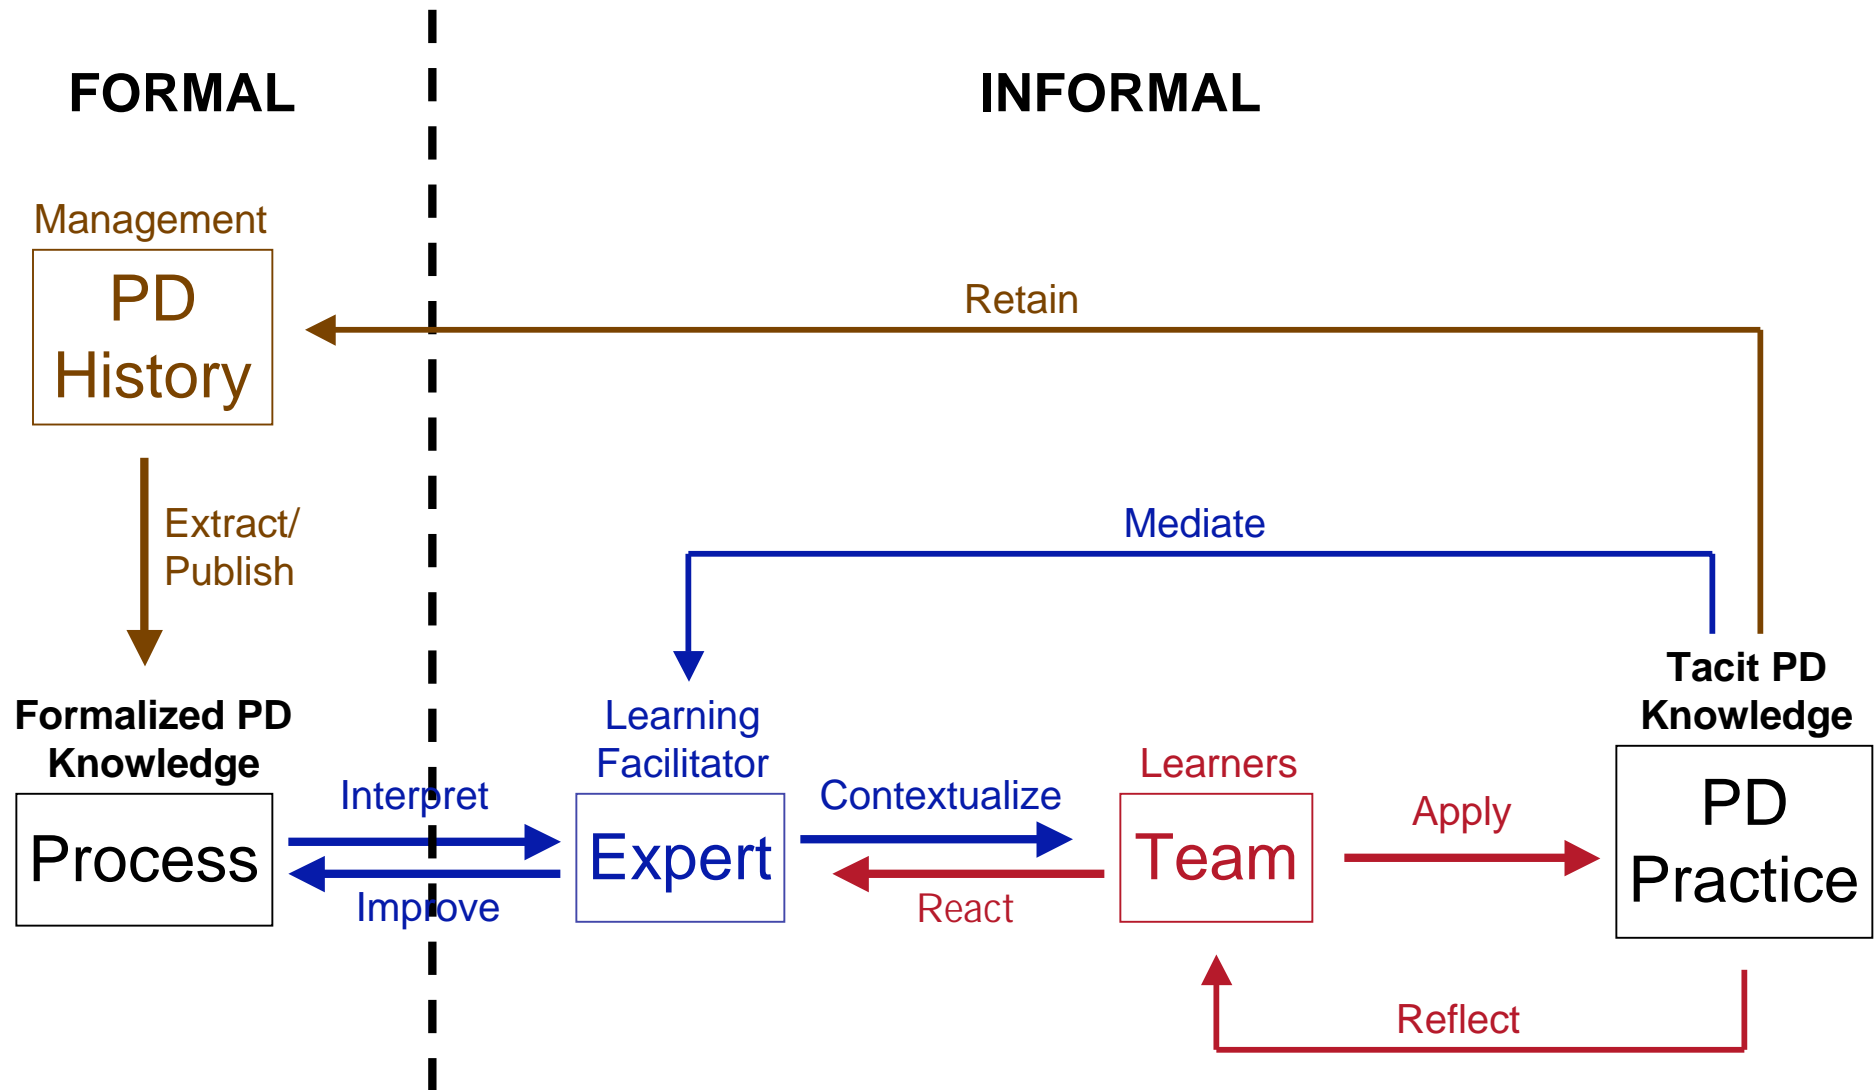 FORMAL
INFORMAL
Management
PD
History
Retain
Extract/
Publish
Mediate
Formalized PD
Knowledge
Process
Interpret
Improve
Learning
Facilitator
Expert
Contextualize
React
Learners
Team
Apply
Tacit PD
Knowledge
PD
Practice
Reflect